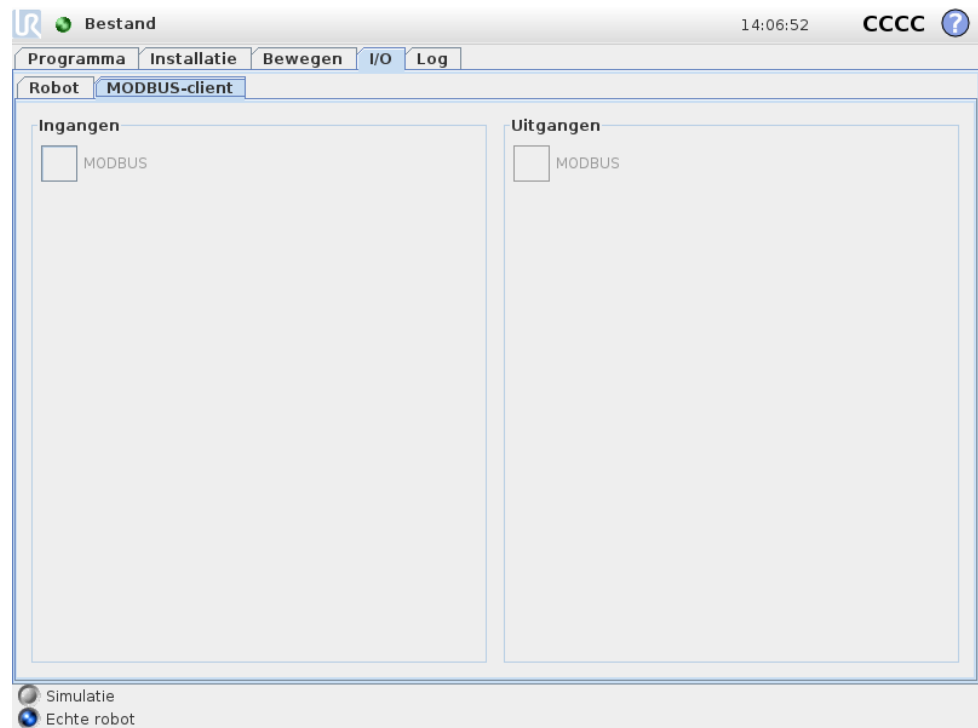 UR Bestand 14:06:52 CCCC ?
Programma Installatie Bewegen I/O Log
Robot MODBUS-client
Ingangen Uitgangen
MODBUS MODBUS
Simulatie
Echte robot